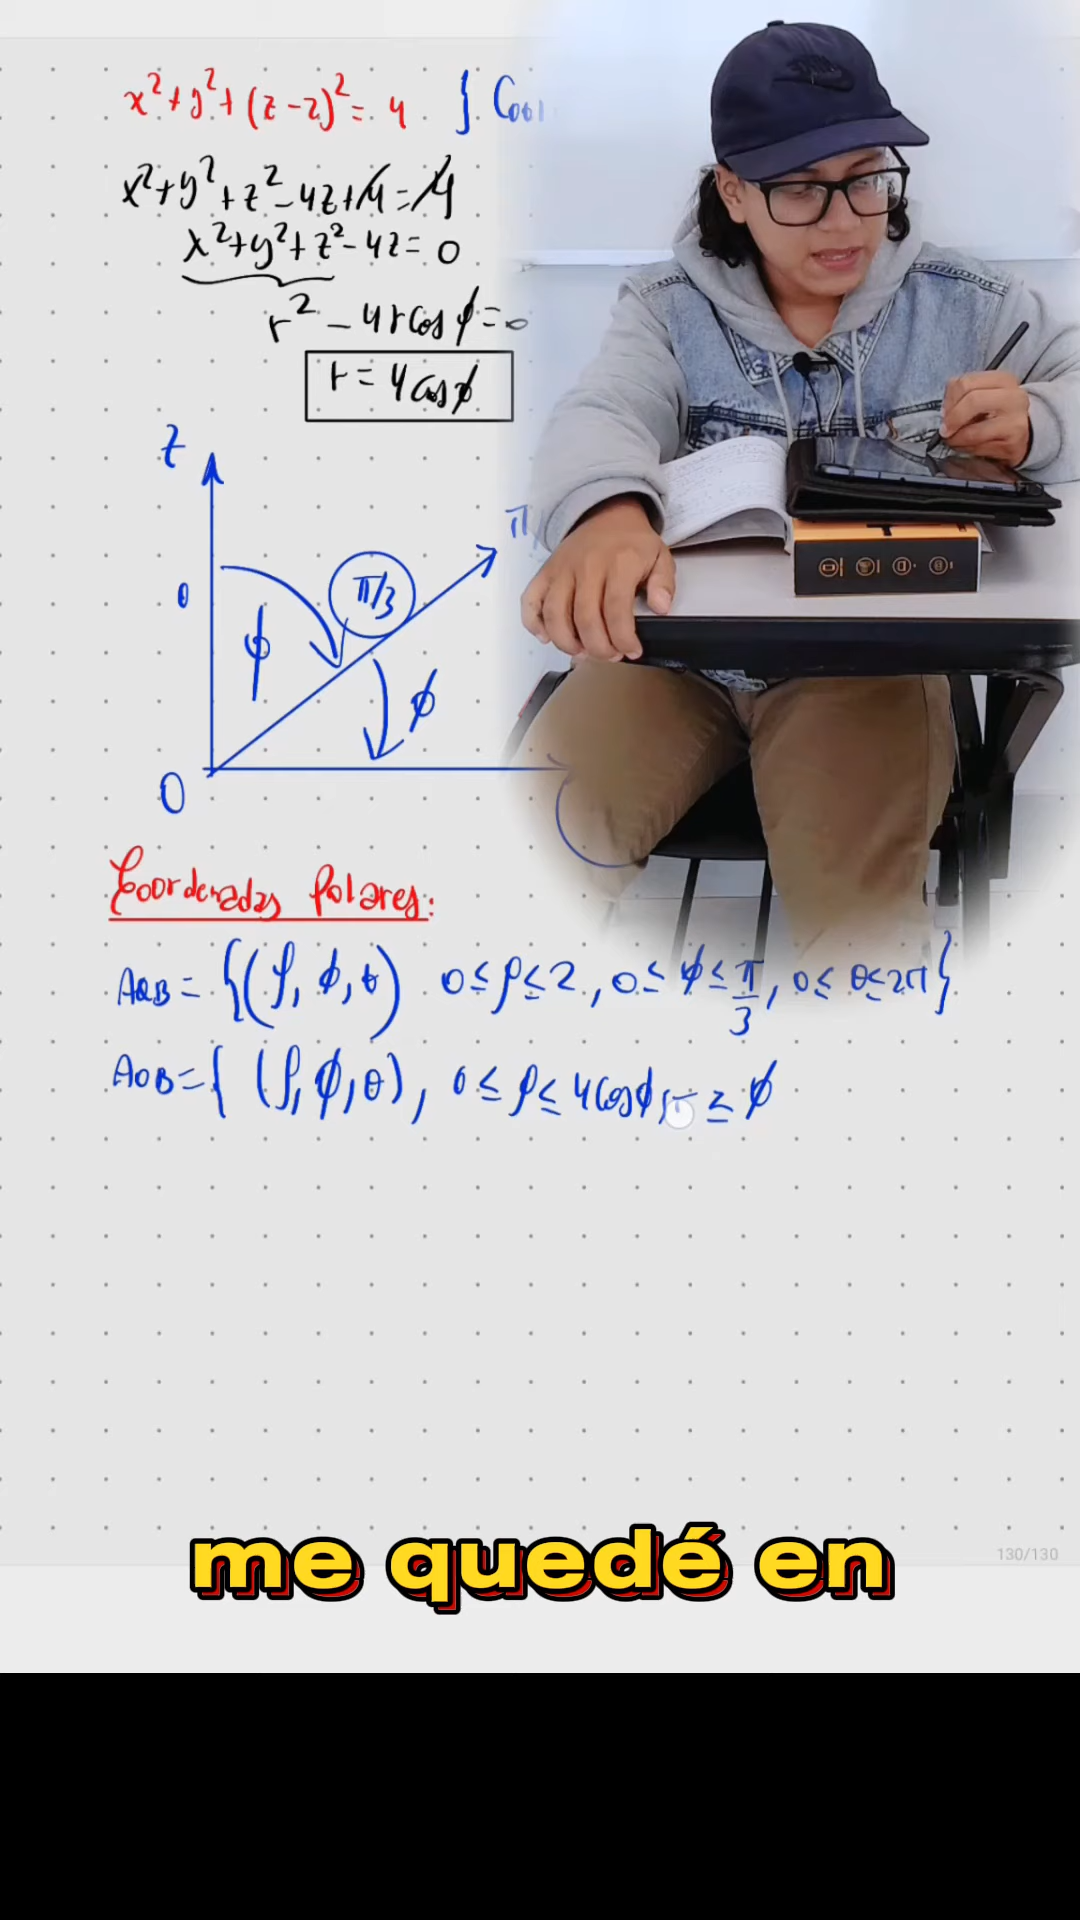 x²+y²+(z-2)²=4 } Coor
x²+y²+z²-4z+4=4
x²+y²+z²-4z=0
r²-4rcosϕ=0
r=4cosϕ
z
π/
π/3
0
ϕ
ϕ
0
Coordenadas Polares:
AQB={(ρ,ϕ,θ) 0≤ρ≤2, 0≤ϕ≤π/3, 0≤θ≤2π}
AOB={(ρ,ϕ,θ), 0≤ρ≤4cosϕ, ≤ϕ
me quedé en
130/130